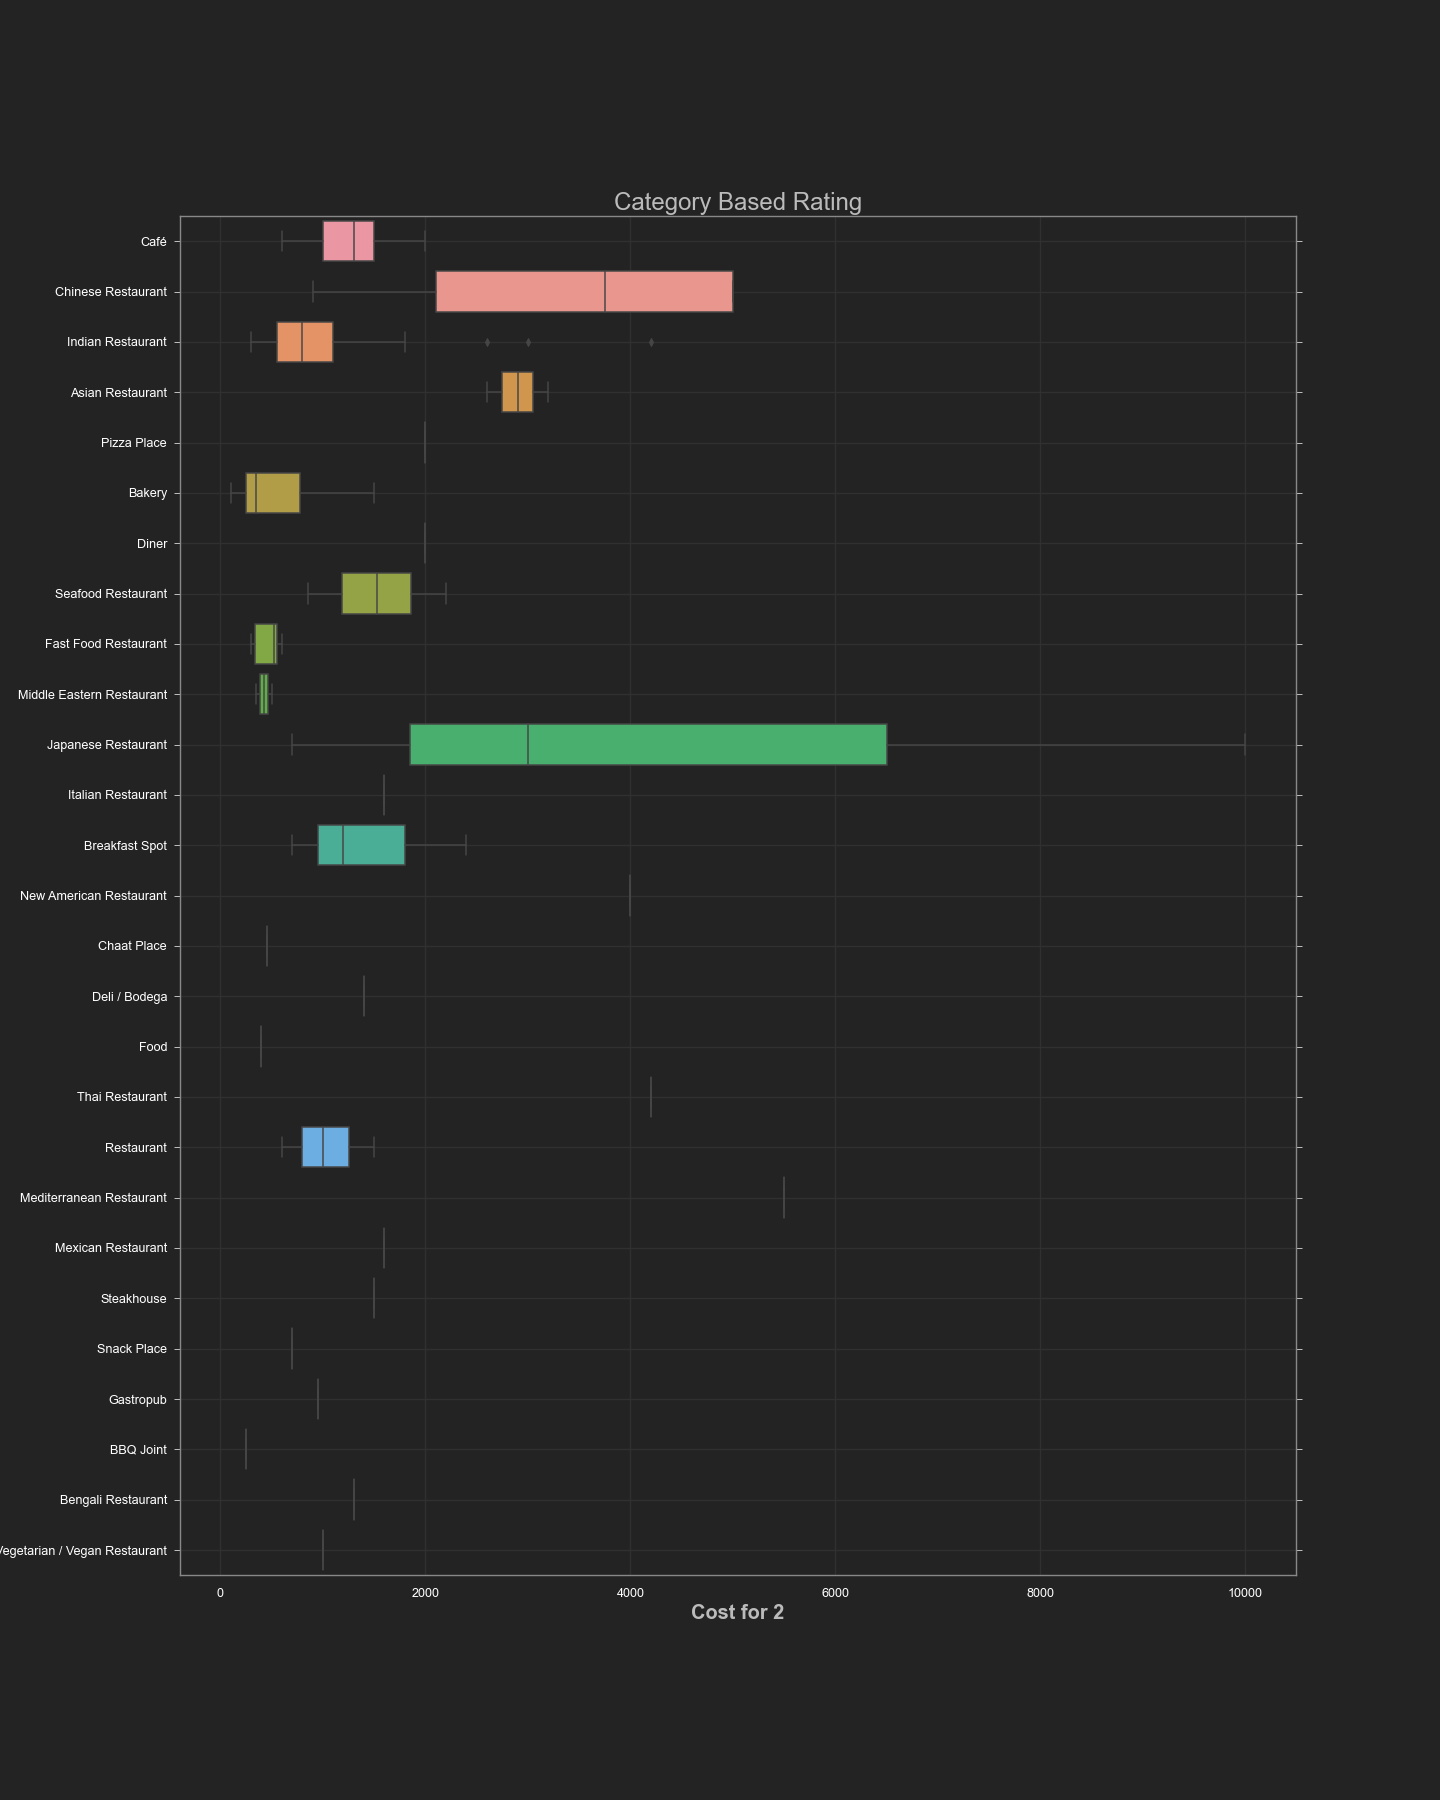 Category Based Rating
Café
Chinese Restaurant
Indian Restaurant
Asian Restaurant
Pizza Place
Bakery
Diner
Seafood Restaurant
Fast Food Restaurant
Middle Eastern Restaurant
Japanese Restaurant
Italian Restaurant
Breakfast Spot
New American Restaurant
Chaat Place
Deli / Bodega
Food
Thai Restaurant
Restaurant
Mediterranean Restaurant
Mexican Restaurant
Steakhouse
Snack Place
Gastropub
BBQ Joint
Bengali Restaurant
Vegetarian / Vegan Restaurant
0 2000 4000 6000 8000 10000
Cost for 2